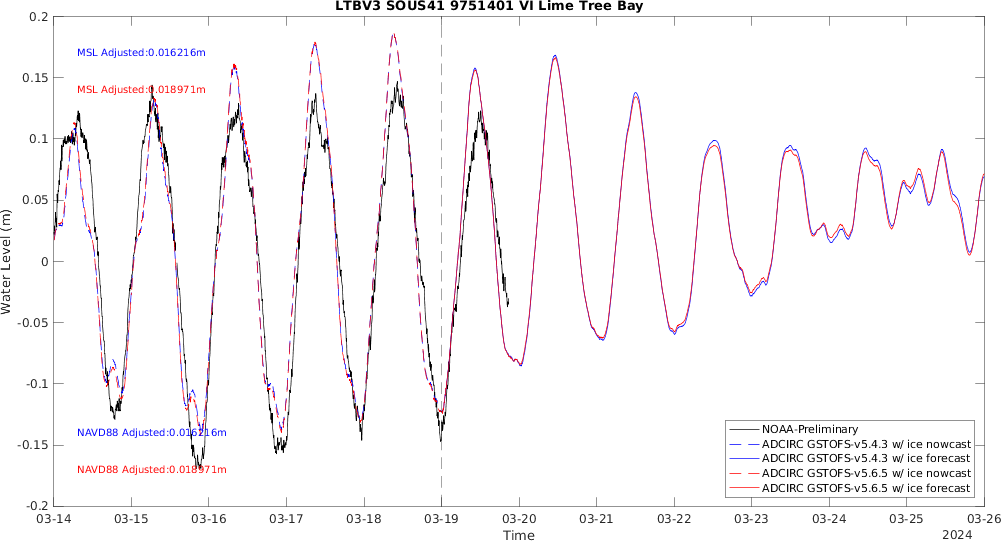 LTBV3 SOUS41 9751401 VI Lime Tree Bay
0.2
0.15
0.1
0.05
0
-0.05
-0.1
-0.15
-0.2
Water Level (m)
MSL Adjusted:0.016216m
MSL Adjusted:0.018971m
NAVD88 Adjusted:0.016216m
NAVD88 Adjusted:0.018971m
NOAA-Preliminary
ADCIRC GSTOFS-v5.4.3 w/ ice nowcast
ADCIRC GSTOFS-v5.4.3 w/ ice forecast
ADCIRC GSTOFS-v5.6.5 w/ ice nowcast
ADCIRC GSTOFS-v5.6.5 w/ ice forecast
03-14 03-15 03-16 03-17 03-18 03-19 03-20 03-21 03-22 03-23 03-24 03-25 03-26
Time
2024